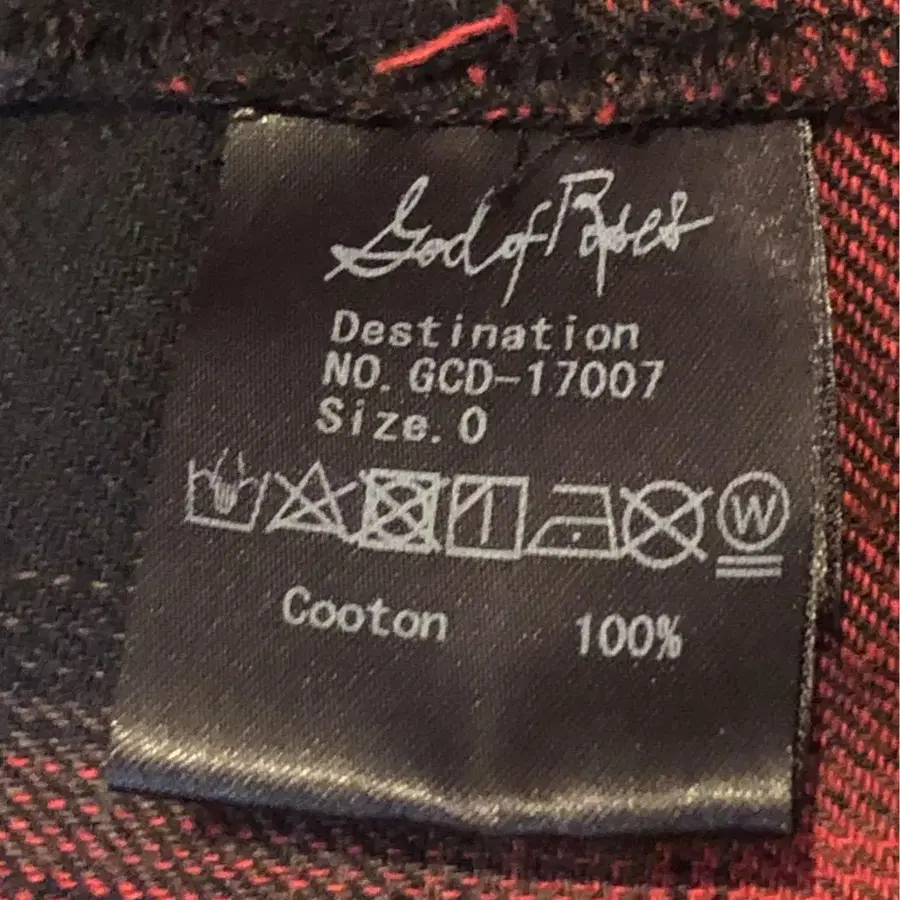 God of Roses
Destination
NO. GCD-17007
Size. 0
W
Cooton 100%